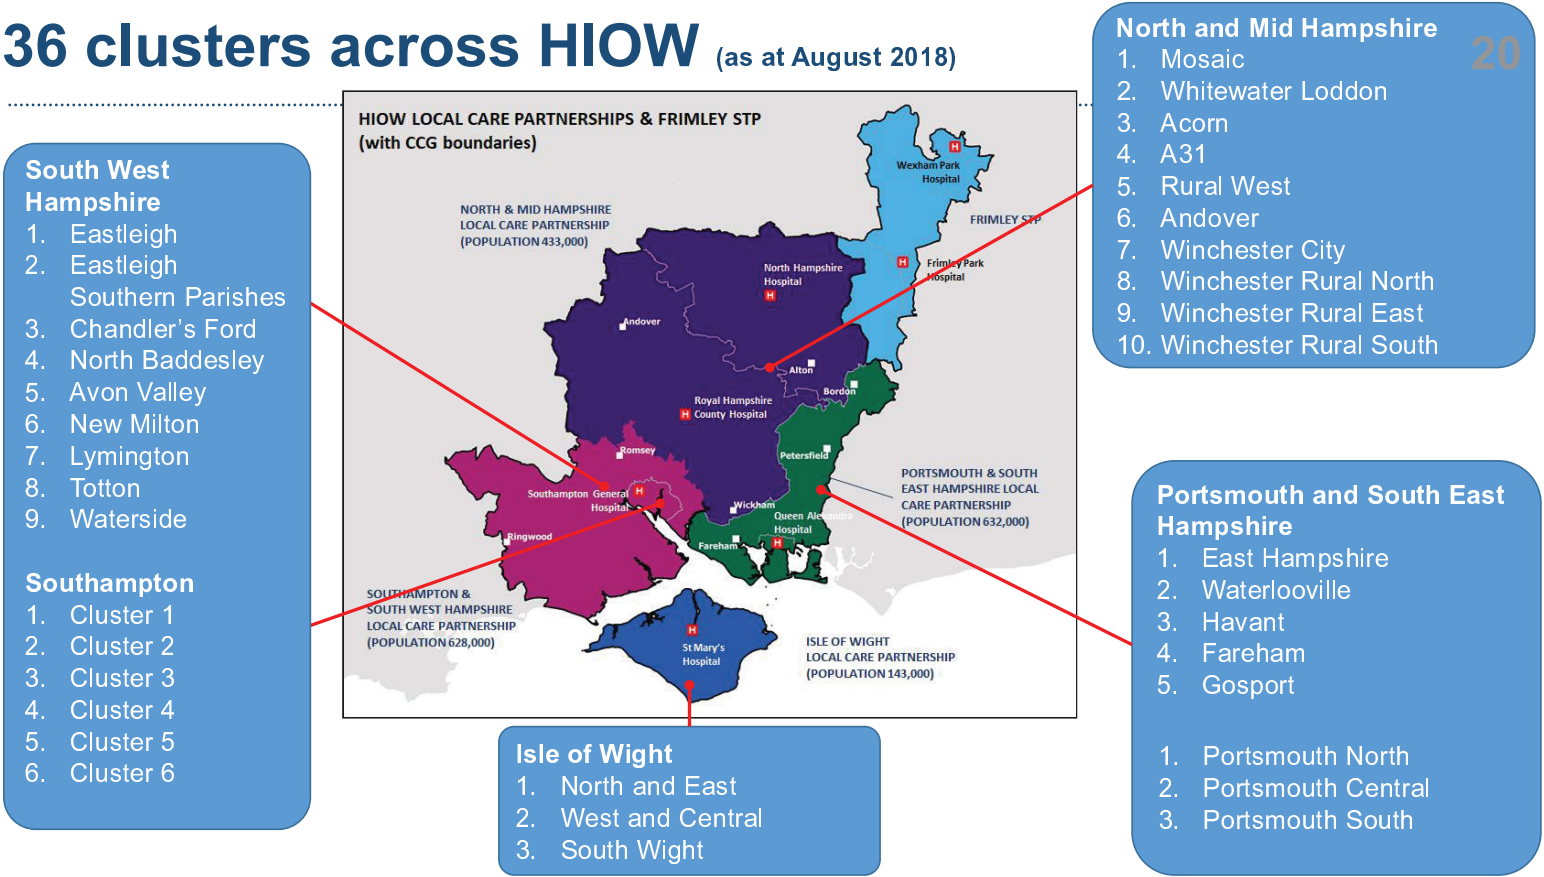 36 clusters across HIOW (as at August 2018)
20
South West
Hampshire
1. Eastleigh
2. Eastleigh
Southern Parishes
3. Chandler's Ford
4. North Baddesley
5. Avon Valley
6. New Milton
7. Lymington
8. Totton
9. Waterside
Southampton
1. Cluster 1
2. Cluster 2
3. Cluster 3
4. Cluster 4
5. Cluster 5
6. Cluster 6
HIOW LOCAL CARE PARTNERSHIPS & FRIMLEY STP
(with CCG boundaries)
NORTH & MID HAMPSHIRE
LOCAL CARE PARTNERSHIP
(POPULATION 433,000)
H
Wexham Park
Hospital
FRIMLEY STP
H
Frimley Park
Hospital
North Hampshire
Hospital
H
Andover
Alton
Bordon
H
Royal Hampshire
County Hospital
Romsey
Petersfield
Southampton General
Hospital
H
Wickham
Queen Alexandra
Hospital
H
Fareham
Ringwood
PORTSMOUTH & SOUTH
EAST HAMPSHIRE LOCAL
CARE PARTNERSHIP
(POPULATION 632,000)
SOUTHAMPTON &
SOUTH WEST HAMPSHIRE
LOCAL CARE PARTNERSHIP
(POPULATION 628,000)
H
St Mary's
Hospital
ISLE OF WIGHT
LOCAL CARE PARTNERSHIP
(POPULATION 143,000)
North and Mid Hampshire
1. Mosaic
2. Whitewater Loddon
3. Acorn
4. A31
5. Rural West
6. Andover
7. Winchester City
8. Winchester Rural North
9. Winchester Rural East
10. Winchester Rural South
Portsmouth and South East
Hampshire
1. East Hampshire
2. Waterlooville
3. Havant
4. Fareham
5. Gosport
1. Portsmouth North
2. Portsmouth Central
3. Portsmouth South
Isle of Wight
1. North and East
2. West and Central
3. South Wight